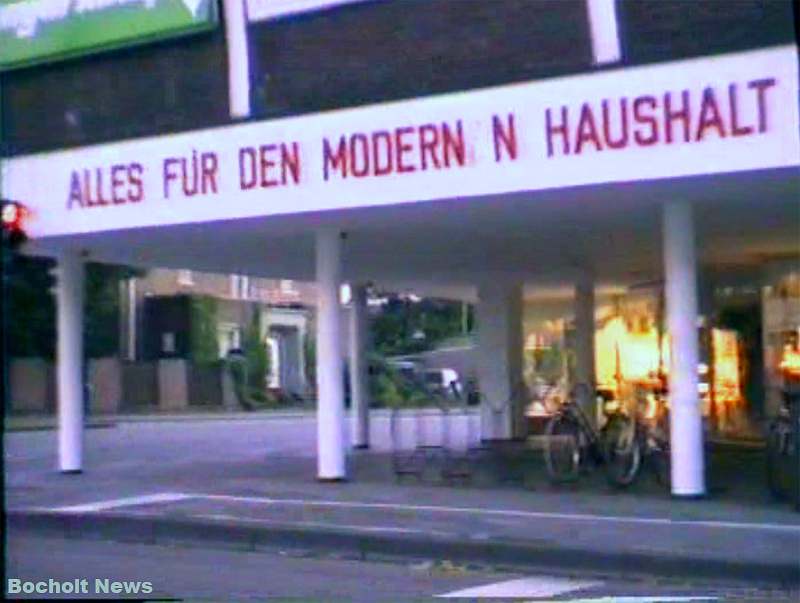 ALLES FÜR DEN MODERN N HAUSHALT
Bocholt News